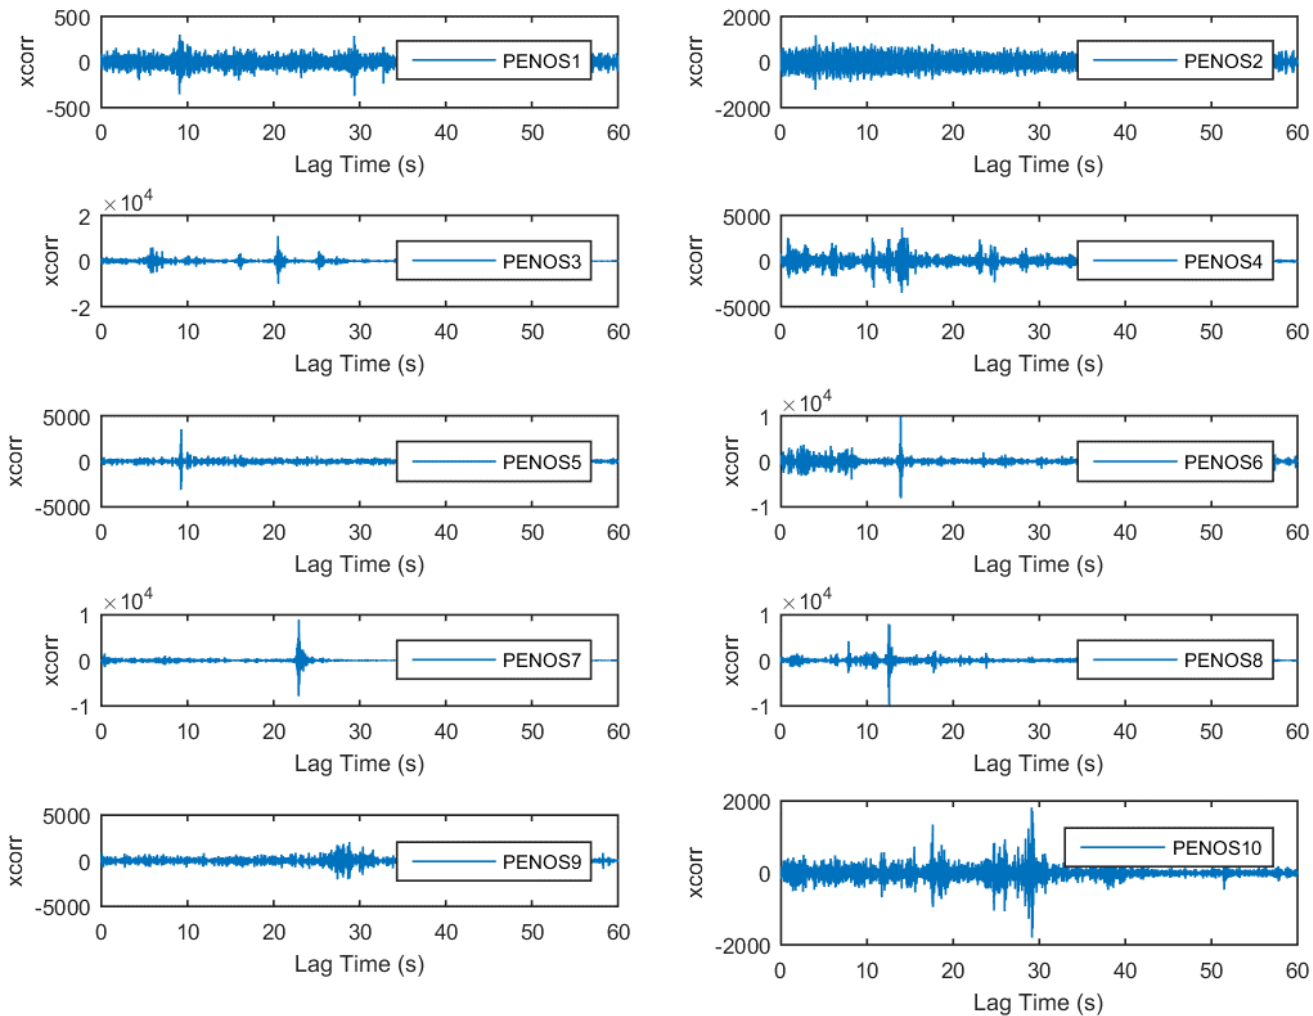 500
0
-500
xcorr
PENOS1
0 10 20 30 40 50 60
Lag Time (s)
2000
0
-2000
xcorr
PENOS2
0 10 20 30 40 50 60
Lag Time (s)
×10^4
2
0
-2
xcorr
PENOS3
0 10 20 30 40 50 60
Lag Time (s)
5000
0
-5000
xcorr
PENOS4
0 10 20 30 40 50 60
Lag Time (s)
5000
0
-5000
xcorr
PENOS5
0 10 20 30 40 50 60
Lag Time (s)
×10^4
1
0
-1
xcorr
PENOS6
0 10 20 30 40 50 60
Lag Time (s)
×10^4
1
0
-1
xcorr
PENOS7
0 10 20 30 40 50 60
Lag Time (s)
×10^4
1
0
-1
xcorr
PENOS8
0 10 20 30 40 50 60
Lag Time (s)
5000
0
-5000
xcorr
PENOS9
0 10 20 30 40 50 60
Lag Time (s)
2000
0
-2000
xcorr
PENOS10
0 10 20 30 40 50 60
Lag Time (s)